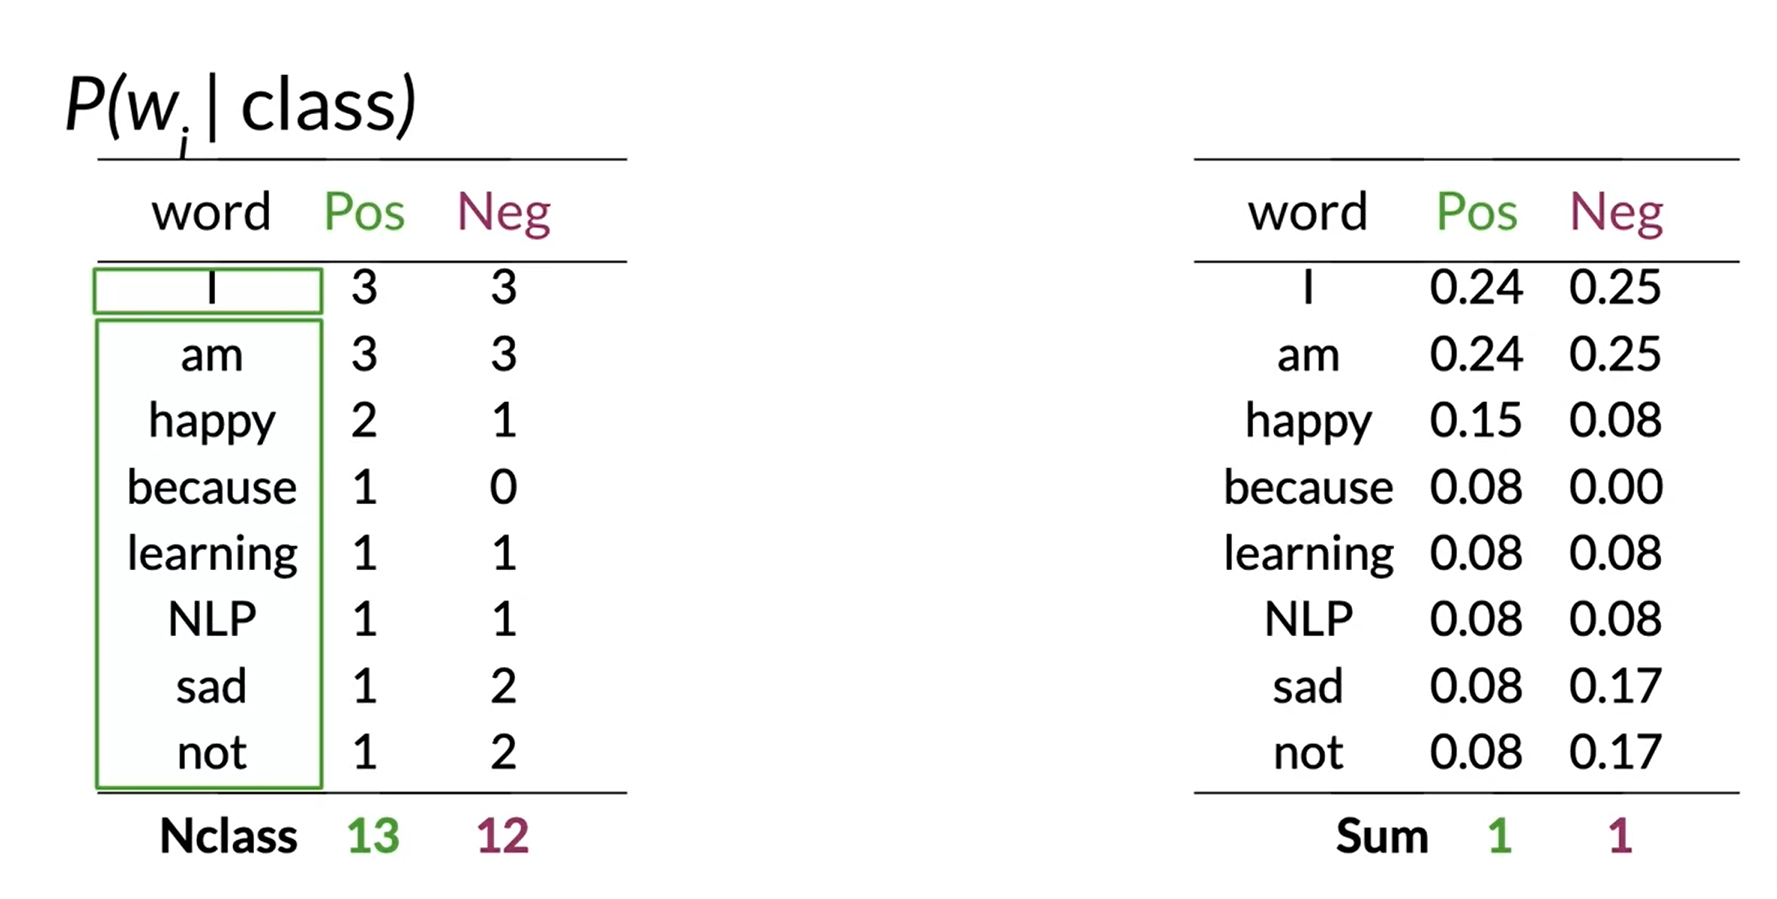 P(wi | class)
word Pos Neg
I 3 3
am 3 3
happy 2 1
because 1 0
learning 1 1
NLP 1 1
sad 1 2
not 1 2
Nclass 13 12
word Pos Neg
I 0.24 0.25
am 0.24 0.25
happy 0.15 0.08
because 0.08 0.00
learning 0.08 0.08
NLP 0.08 0.08
sad 0.08 0.17
not 0.08 0.17
Sum 1 1